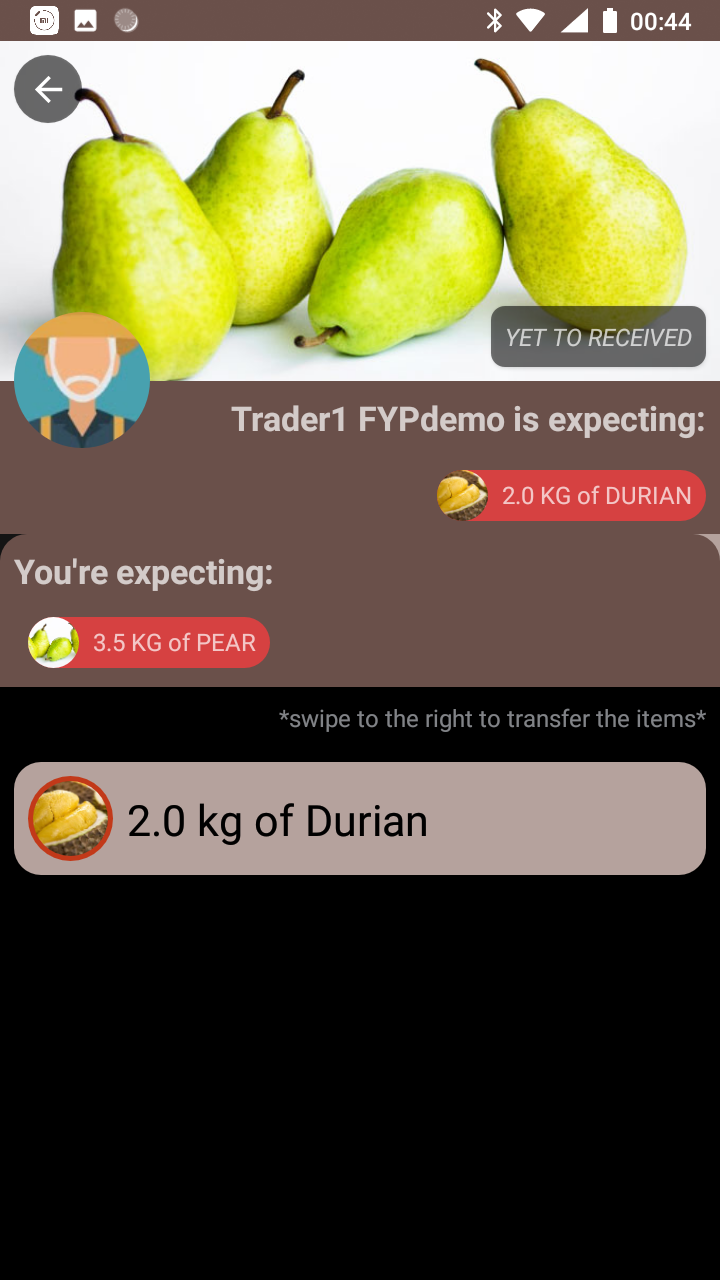 00:44
YET TO RECEIVED
Trader1 FYPdemo is expecting:
2.0 KG of DURIAN
You're expecting:
3.5 KG of PEAR
*swipe to the right to transfer the items*
2.0 kg of Durian